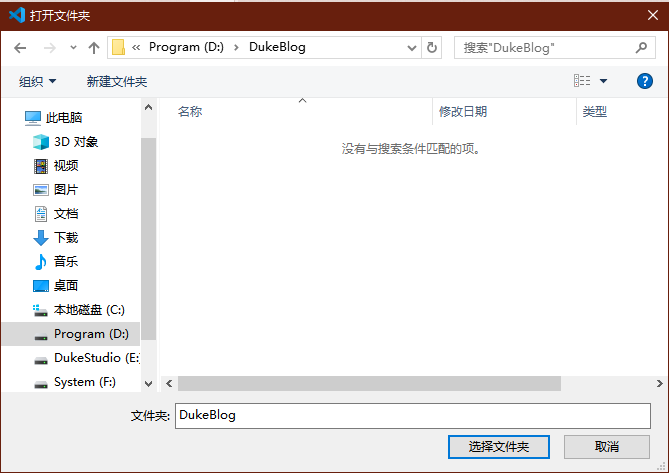 打开文件夹
« Program (D:) › DukeBlog
搜索"DukeBlog"
组织 新建文件夹
名称 修改日期 类型
没有与搜索条件匹配的项。
此电脑
3D 对象
视频
图片
文档
下载
音乐
桌面
本地磁盘 (C:)
Program (D:)
DukeStudio (E:
System (F:)
文件夹: DukeBlog
选择文件夹 取消